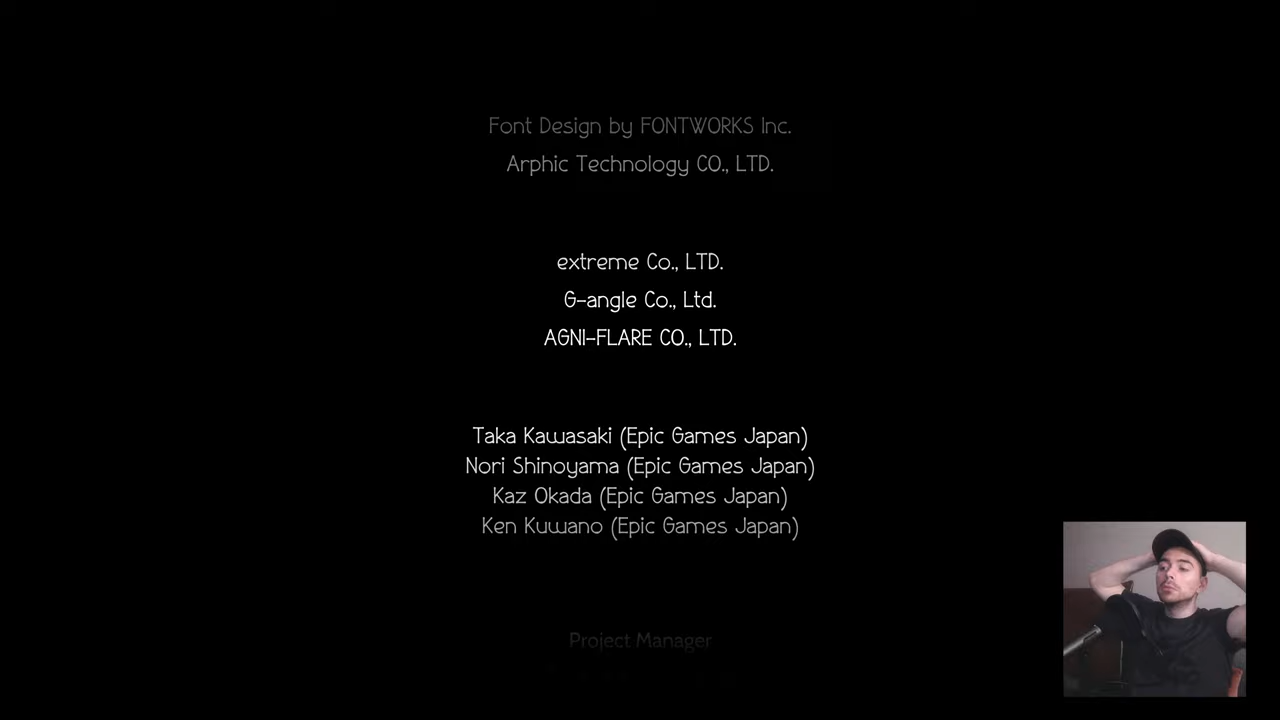 Font Design by FONTWORKS Inc.
Arphic Technology CO., LTD.
extreme Co., LTD.
G-angle Co., Ltd.
AGNI-FLARE CO., LTD.
Taka Kawasaki (Epic Games Japan)
Nori Shinoyama (Epic Games Japan)
Kaz Okada (Epic Games Japan)
Ken Kuwano (Epic Games Japan)
Project Manager